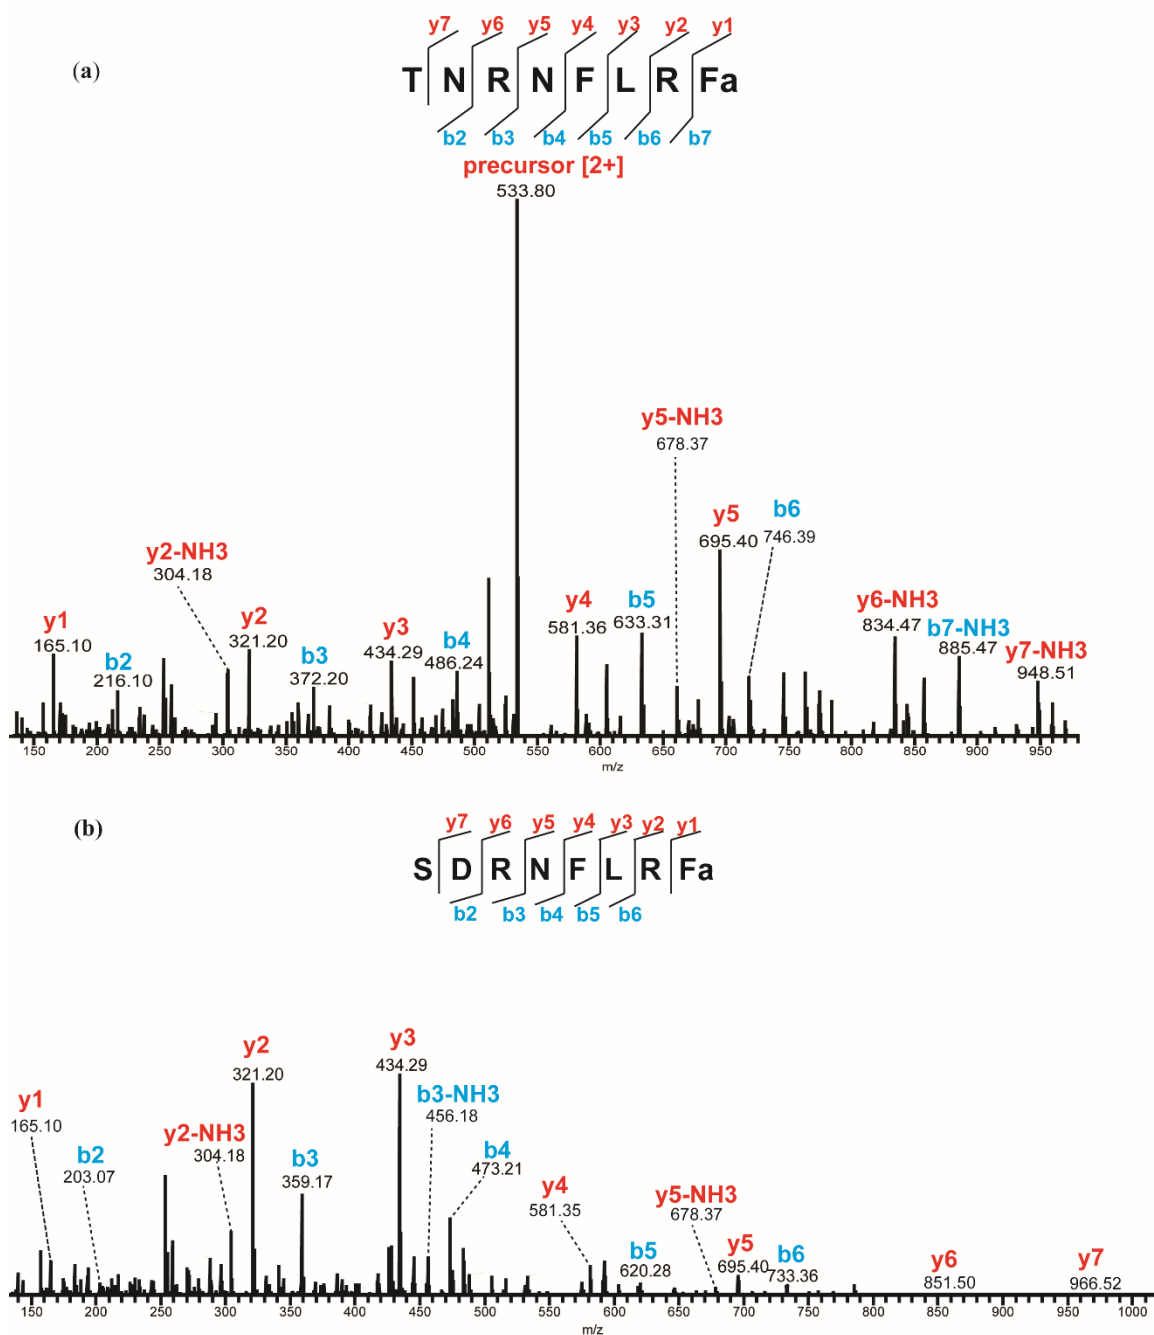 (a)
y7 y6 y5 y4 y3 y2 y1
T N R N F L R Fa
b2 b3 b4 b5 b6 b7
precursor [2+]
533.80
y5-NH3
678.37
y5
695.40
b6
746.39
y2-NH3
304.18
y4
581.36
b5
633.31
y6-NH3
834.47
b7-NH3
885.47
y7-NH3
948.51
y1
165.10
b2
216.10
y2
321.20
b3
372.20
y3
434.29
b4
486.24
150 200 250 300 350 400 450 500 550 600 650 700 750 800 850 900 950
m/z
(b)
y7 y6 y5 y4 y3 y2 y1
S D R N F L R Fa
b2 b3 b4 b5 b6
y1
165.10
b2
203.07
y2-NH3
304.18
y2
321.20
b3
359.17
y3
434.29
b3-NH3
456.18
b4
473.21
y4
581.35
b5
620.28
y5-NH3
678.37
y5
695.40
b6
733.36
y6
851.50
y7
966.52
150 200 250 300 350 400 450 500 550 600 650 700 750 800 850 900 950 1000
m/z